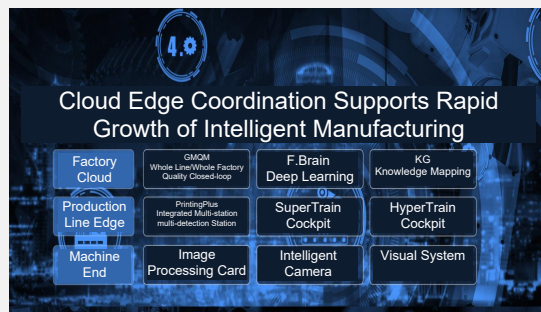 4.0
Cloud Edge Coordination Supports Rapid
Growth of Intelligent Manufacturing
Factory
Cloud
GMQM
Whole Line/Whole Factory
Quality Closed-loop
F.Brain
Deep Learning
KG
Knowledge Mapping
Production
Line Edge
PrintingPlus
Integrated Multi-station
multi-detection Station
SuperTrain
Cockpit
HyperTrain
Cockpit
Machine
End
Image
Processing Card
Intelligent
Camera
Visual System